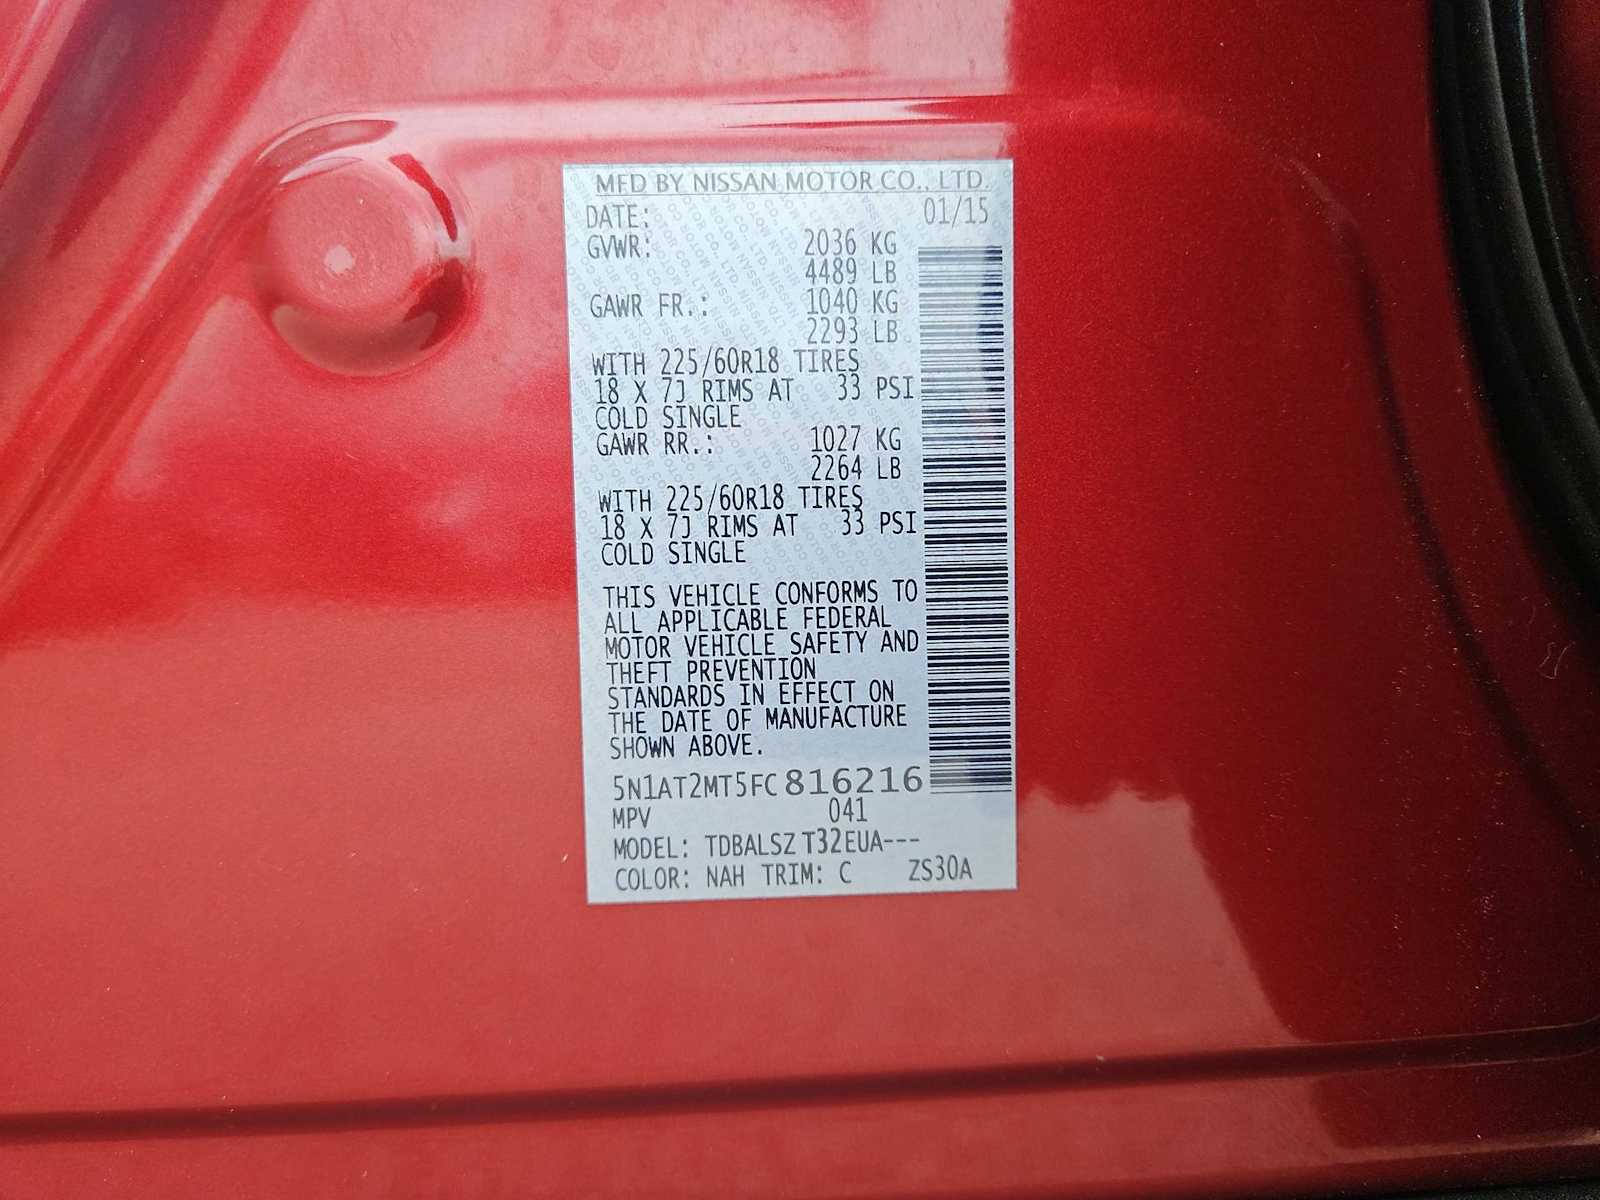 MFD BY NISSAN MOTOR CO., LTD.
DATE: 01/15
GVWR: 2036 KG
4489 LB
GAWR FR.: 1040 KG
2293 LB
WITH 225/60R18 TIRES
18 X 7J RIMS AT 33 PSI
COLD SINGLE
GAWR RR.: 1027 KG
2264 LB
WITH 225/60R18 TIRES
18 X 7J RIMS AT 33 PSI
COLD SINGLE
THIS VEHICLE CONFORMS TO
ALL APPLICABLE FEDERAL
MOTOR VEHICLE SAFETY AND
THEFT PREVENTION
STANDARDS IN EFFECT ON
THE DATE OF MANUFACTURE
SHOWN ABOVE.
5N1AT2MT5FC816216
MPV 041
MODEL: TDBALSZ T32EUA---
COLOR: NAH TRIM: C ZS30A